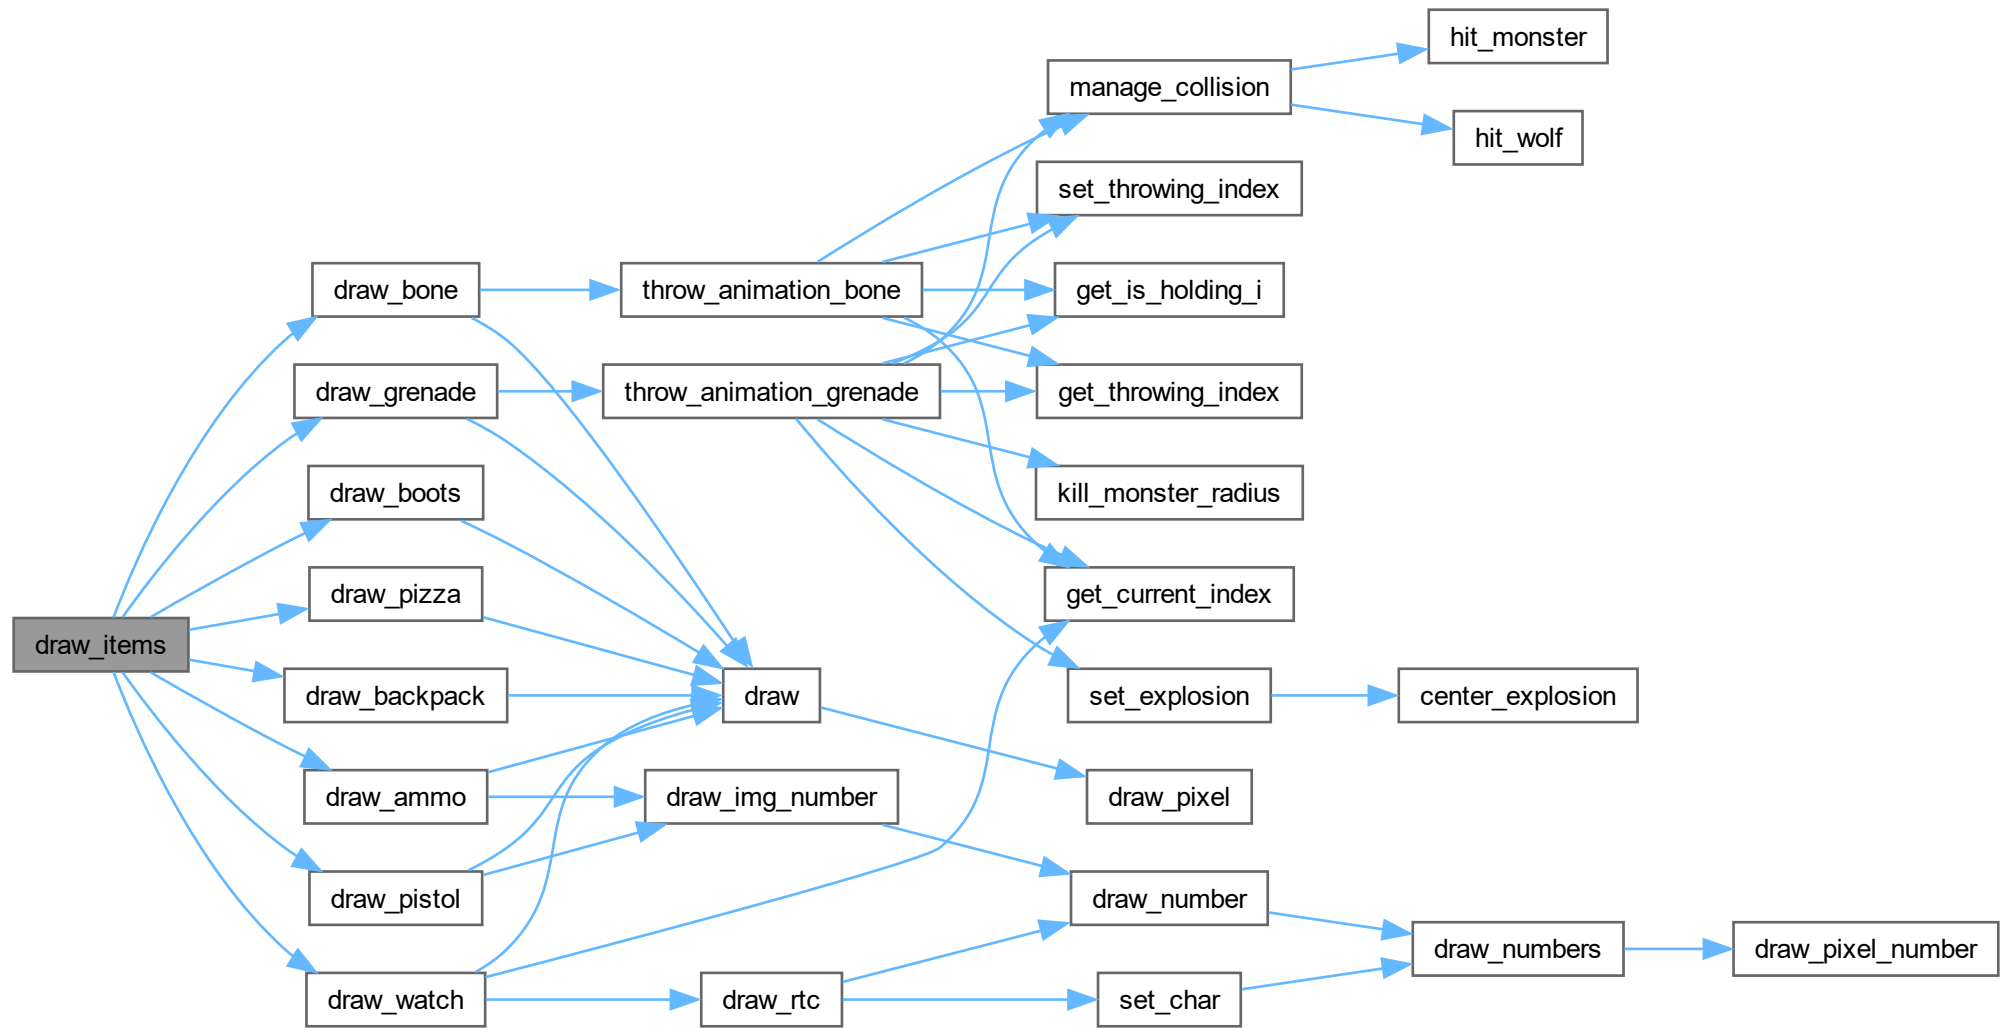 draw_items
draw_bone
draw_grenade
draw_boots
draw_pizza
draw_backpack
draw_ammo
draw_pistol
draw_watch
throw_animation_bone
throw_animation_grenade
draw
draw_img_number
draw_rtc
manage_collision
set_throwing_index
get_is_holding_i
get_throwing_index
kill_monster_radius
get_current_index
set_explosion
draw_pixel
draw_number
set_char
hit_monster
hit_wolf
center_explosion
draw_numbers
draw_pixel_number